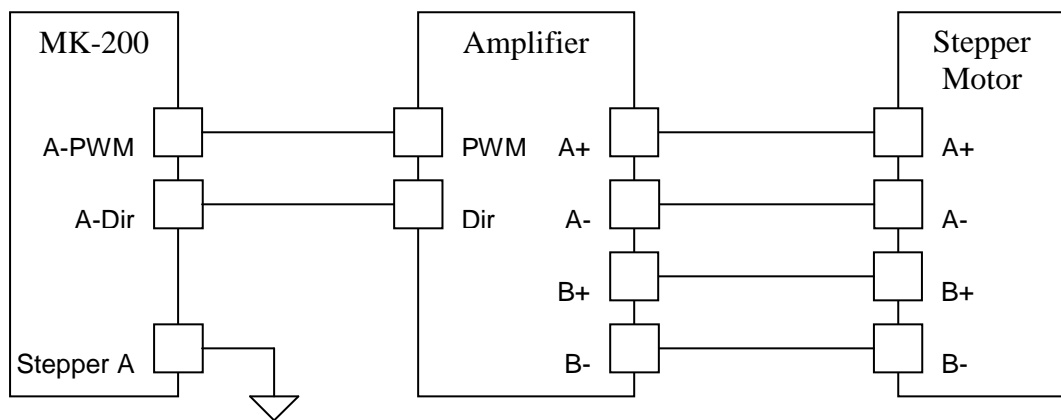 MK-200
A-PWM
A-Dir
Stepper A
Amplifier
PWM
Dir
A+
A-
B+
B-
Stepper
Motor
A+
A-
B+
B-